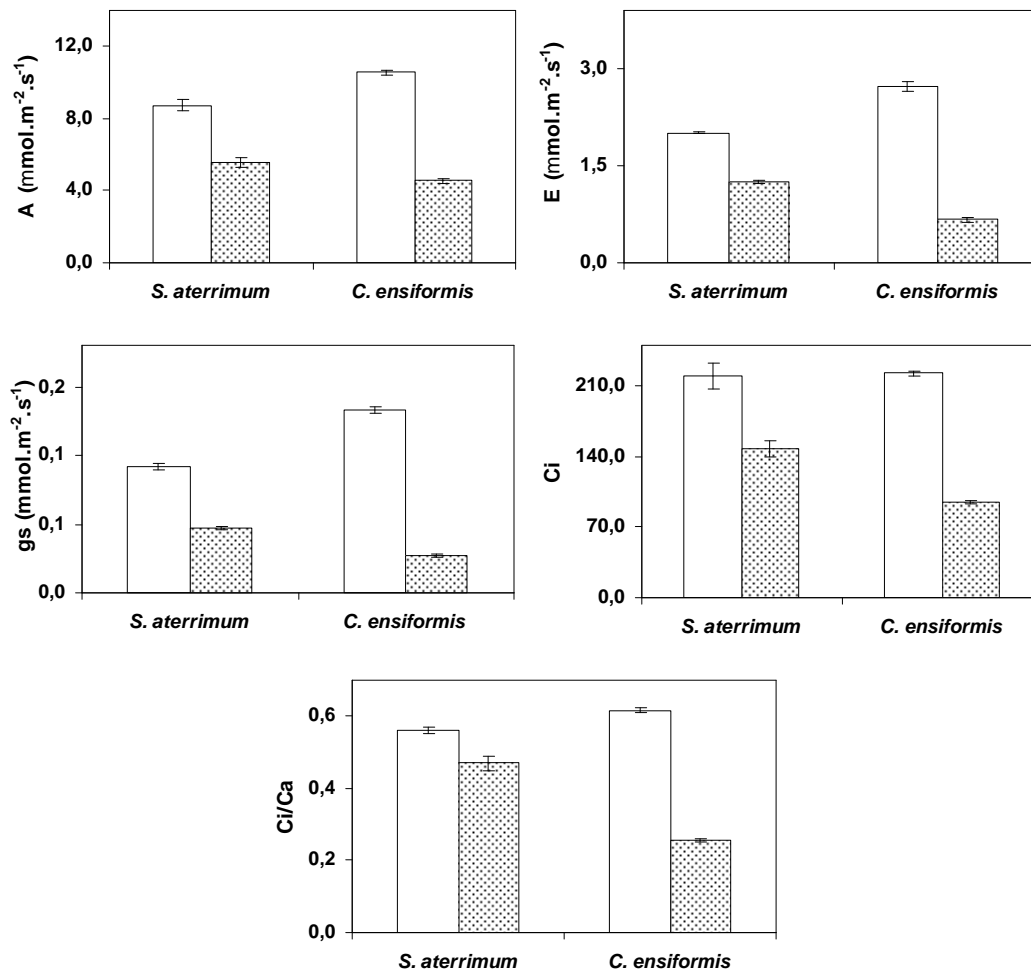 A (mmol.m-2.s-1)
12,0
8,0
4,0
0,0
S. aterrimum
C. ensiformis
E (mmol.m-2.s-1)
3,0
1,5
0,0
S. aterrimum
C. ensiformis
gs (mmol.m-2.s-1)
0,2
0,1
0,1
0,0
S. aterrimum
C. ensiformis
Ci
210,0
140,0
70,0
0,0
S. aterrimum
C. ensiformis
Ci/Ca
0,6
0,4
0,2
0,0
S. aterrimum
C. ensiformis